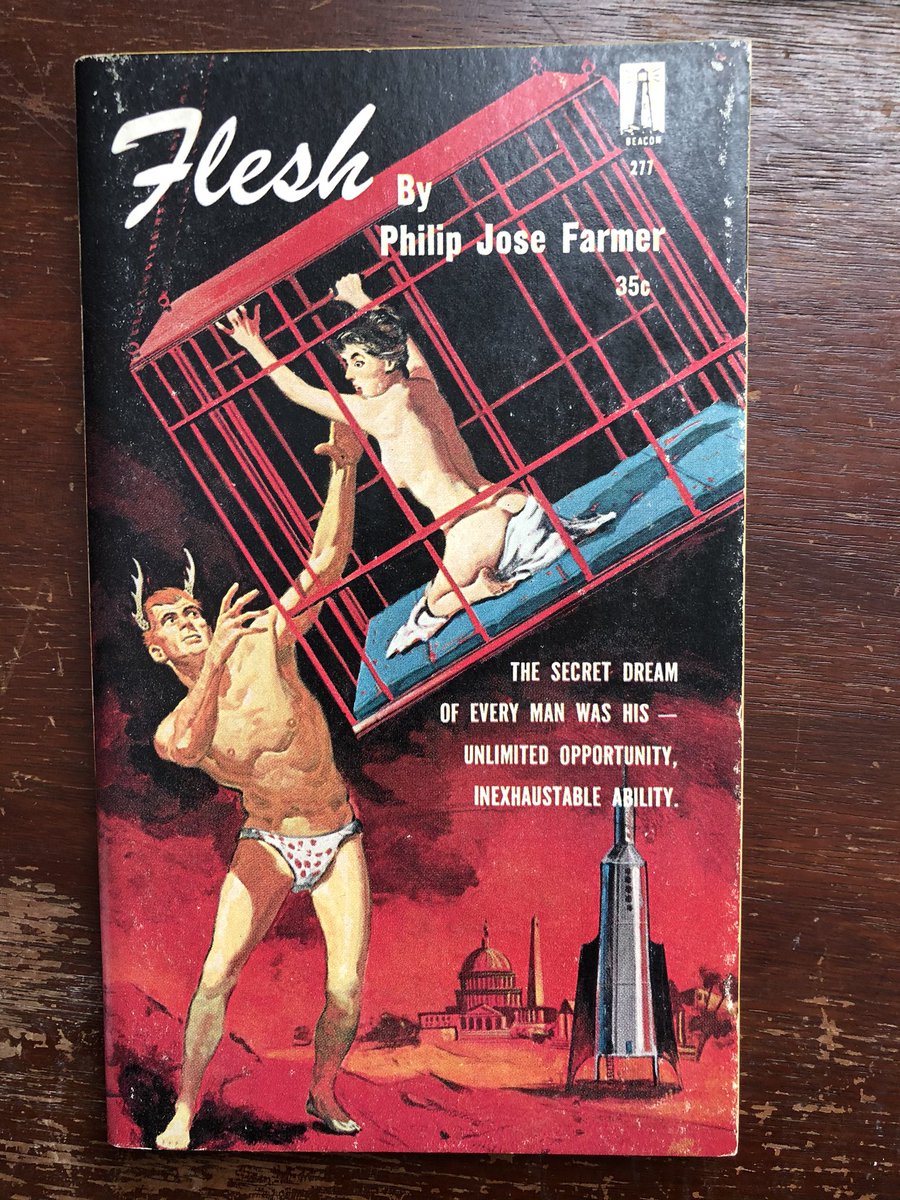 Flesh
By
Philip Jose Farmer
35c
BEACON
277
THE SECRET DREAM
OF EVERY MAN WAS HIS —
UNLIMITED OPPORTUNITY,
INEXHAUSTABLE ABILITY.